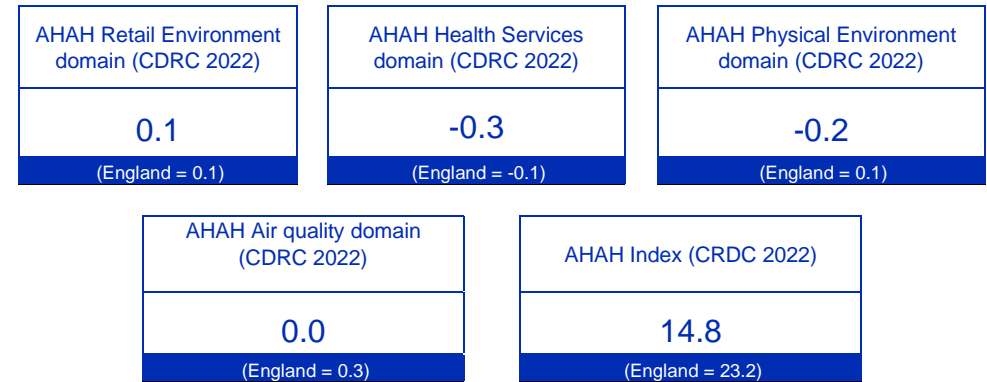 AHAH Retail Environment
domain (CDRC 2022)
0.1
(England = 0.1)
AHAH Health Services
domain (CDRC 2022)
-0.3
(England = -0.1)
AHAH Physical Environment
domain (CDRC 2022)
-0.2
(England = 0.1)
AHAH Air quality domain
(CDRC 2022)
0.0
(England = 0.3)
AHAH Index (CRDC 2022)
14.8
(England = 23.2)